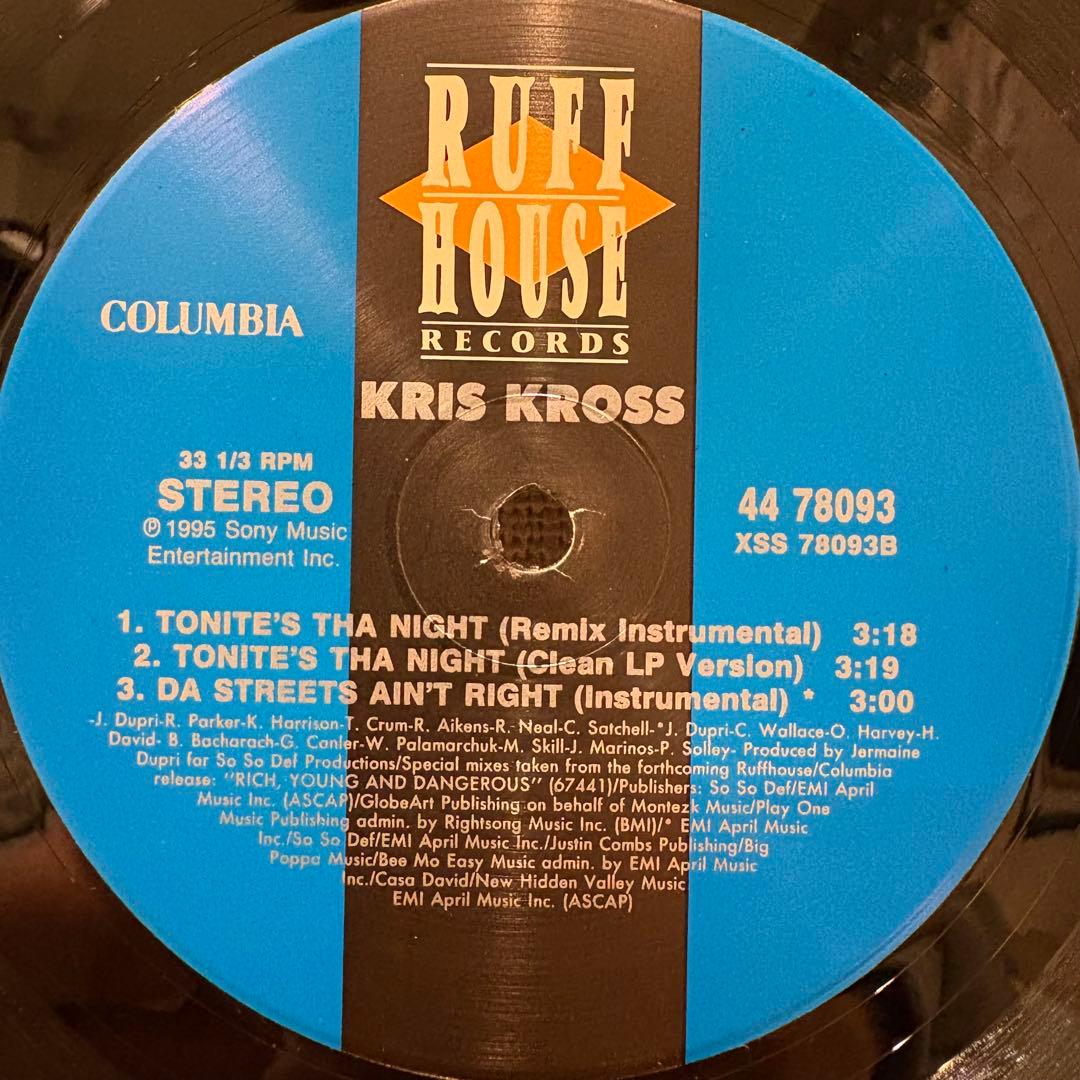 RUFF
HOUSE
RECORDS
COLUMBIA
KRIS KROSS
33 1/3 RPM
STEREO
℗ 1995 Sony Music
Entertainment Inc.
44 78093
XSS 78093B
1. TONITE'S THA NIGHT (Remix Instrumental) 3:18
2. TONITE'S THA NIGHT (Clean LP Version) 3:19
3. DA STREETS AIN'T RIGHT (Instrumental) * 3:00
-J. Dupri-R. Parker-K. Harrison-T. Crum-R. Aikens-R. Neal-C. Satchell-*J. Dupri-C. Wallace-O. Harvey-H.
David- B. Bacharach-G. Canler-W. Palamarchuk-M. Skill-J. Marinos-P. Solley- Produced by Jermaine
Dupri for So So Def Productions/Special mixes taken from the forthcoming Ruffhouse/Columbia
release: "RICH, YOUNG AND DANGEROUS" (67441)/Publishers: So So Def/EMI April
Music Inc. (ASCAP)/GlobeArt Publishing on behalf of Montezk Music/Play One
Music Publishing admin. by Rightsong Music Inc. (BMI)/* EMI April Music
Inc./So So Def/EMI April Music Inc./Justin Combs Publishing/Big
Poppa Music/Bee Mo Easy Music admin. by EMI April Music
Inc./Casa David/New Hidden Valley Music
EMI April Music Inc. (ASCAP)